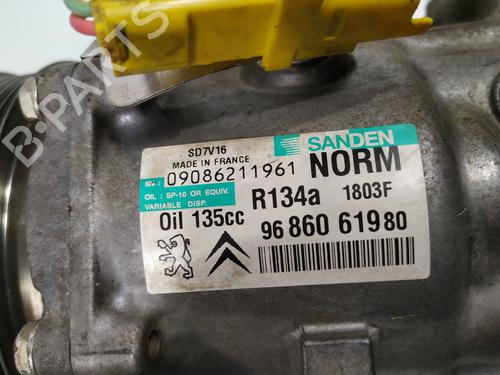 B-PARTS
SD7V16
MADE IN FRANCE
SANDEN
09086211961
NORM
OIL : SP-10 OR EQUIV.
VARIABLE DISP.
R134a 1803F
Oil 135cc
96 860 619 80